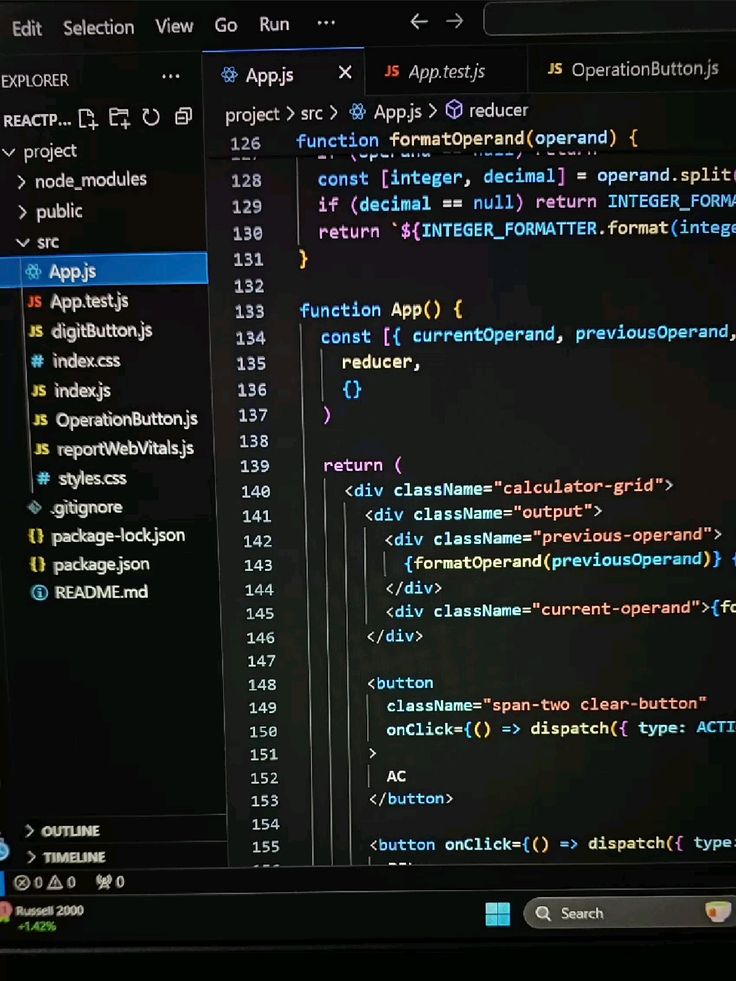 Edit Selection View Go Run ···
EXPLORER ···
App.js
JS App.test.js
JS OperationButton.js
REACTP...
project > src > App.js > reducer
project
node_modules
public
src
App.js
JS App.test.js
JS digitButton.js
# index.css
JS index.js
JS OperationButton.js
JS reportWebVitals.js
# styles.css
.gitignore
{} package-lock.json
{} package.json
README.md
OUTLINE
TIMELINE
126 function formatOperand(operand) {
128 const [integer, decimal] = operand.split(
129 if (decimal == null) return INTEGER_FORMA
130 return `${INTEGER_FORMATTER.format(intege
131 }
132
133 function App() {
134 const [{ currentOperand, previousOperand,
135 reducer,
136 {}
137 )
138
139 return (
140 <div className="calculator-grid">
141 <div className="output">
142 <div className="previous-operand">
143 {formatOperand(previousOperand)} {
144 </div>
145 <div className="current-operand">{fo
146 </div>
147
148 <button
149 className="span-two clear-button"
150 onClick={() => dispatch({ type: ACTI
151 >
152 AC
153 </button>
154
155 <button onClick={() => dispatch({ type:
0 0 0
Russell 2000
+1.42%
Search